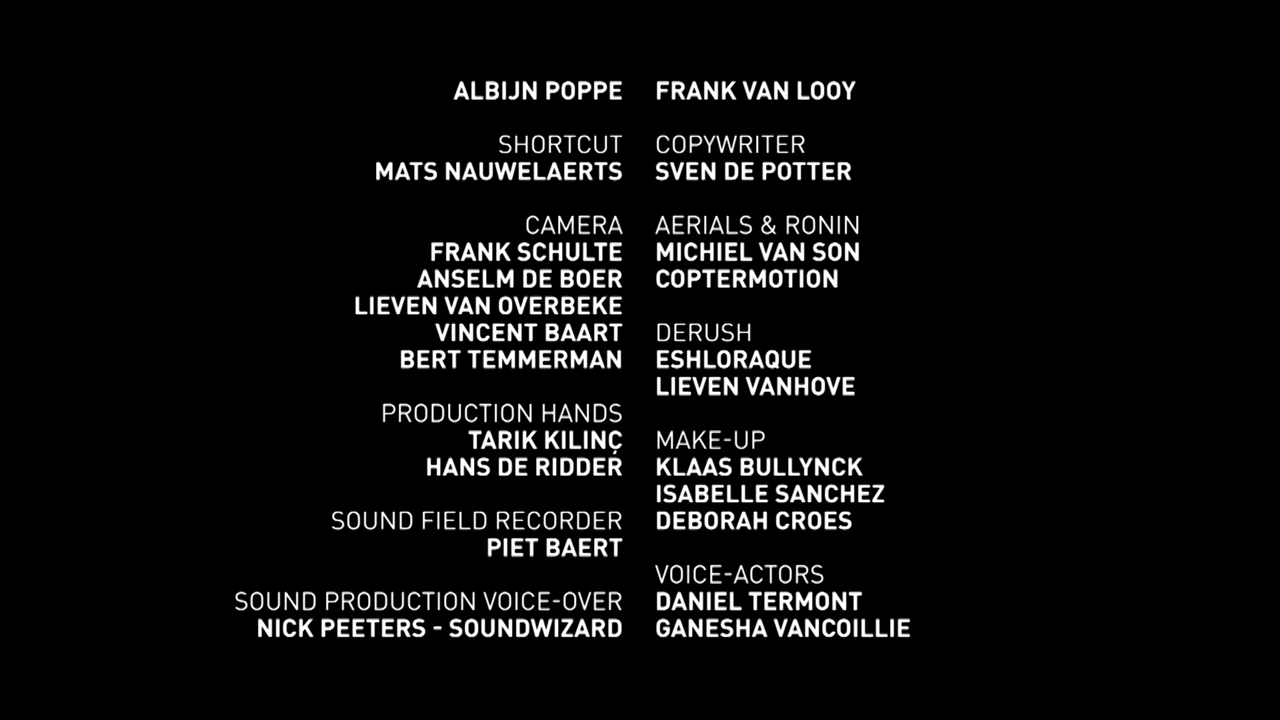 ALBIJN POPPE
SHORTCUT
MATS NAUWELAERTS
CAMERA
FRANK SCHULTE
ANSELM DE BOER
LIEVEN VAN OVERBEKE
VINCENT BAART
BERT TEMMERMAN
PRODUCTION HANDS
TARIK KILINÇ
HANS DE RIDDER
SOUND FIELD RECORDER
PIET BAERT
SOUND PRODUCTION VOICE-OVER
NICK PEETERS - SOUNDWIZARD
FRANK VAN LOOY
COPYWRITER
SVEN DE POTTER
AERIALS & RONIN
MICHIEL VAN SON
COPTERMOTION
DERUSH
ESHLORAQUE
LIEVEN VANHOVE
MAKE-UP
KLAAS BULLYNCK
ISABELLE SANCHEZ
DEBORAH CROES
VOICE-ACTORS
DANIEL TERMONT
GANESHA VANCOILLIE